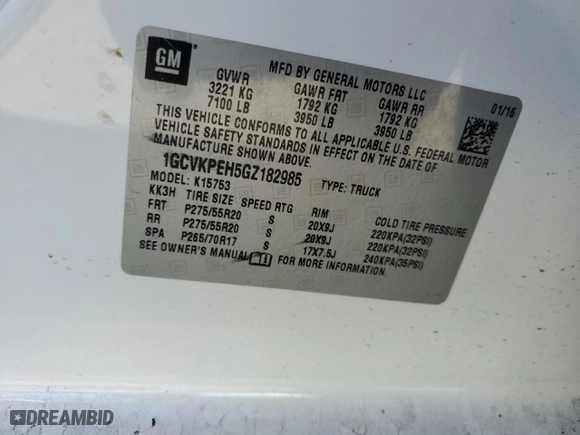 GM
MFD BY GENERAL MOTORS LLC
01/16
GVWR GAWR FRT GAWR RR
3221 KG 1792 KG 1792 KG
7100 LB 3950 LB 3950 LB
THIS VEHICLE CONFORMS TO ALL APPLICABLE U.S. FEDERAL MOTOR
VEHICLE SAFETY STANDARDS IN EFFECT ON THE DATE OF
MANUFACTURE SHOWN ABOVE.
1GCVKPEH5GZ182985 TYPE: TRUCK
MODEL: K15753
KK3H TIRE SIZE SPEED RTG RIM COLD TIRE PRESSURE
FRT P275/55R20 S 20X9J 220KPA(32PSI)
RR P275/55R20 S 20X9J 220KPA(32PSI)
SPA P265/70R17 S 17X7.5J 240KPA(35PSI)
SEE OWNER'S MANUAL FOR MORE INFORMATION.
DREAMBID